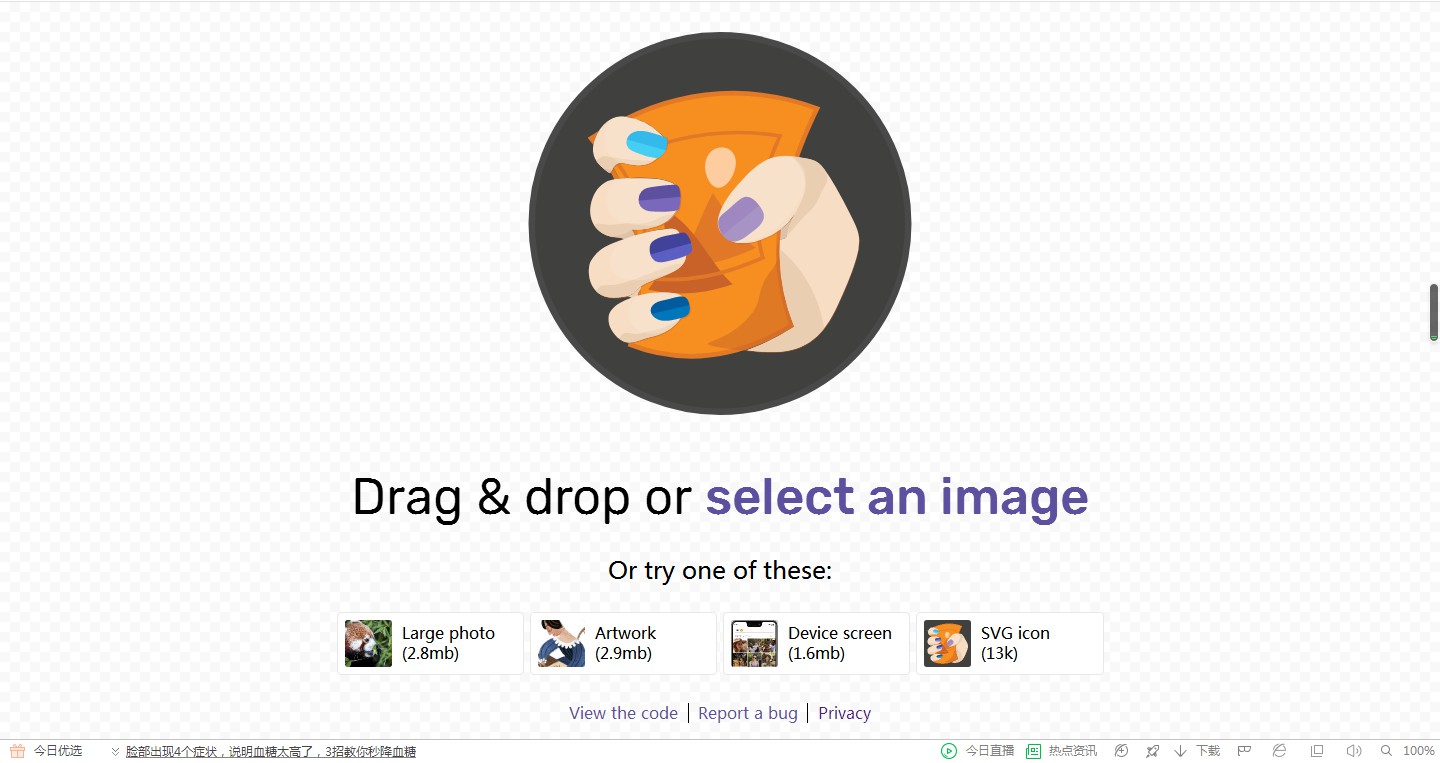 Drag & drop or select an image
Or try one of these:
Large photo
(2.8mb)
Artwork
(2.9mb)
Device screen
(1.6mb)
SVG icon
(13k)
View the code | Report a bug | Privacy
今日优选 脸部出现4个症状，说明血糖太高了，3招教你秒降血糖 今日直播 热点资讯 下载 100%